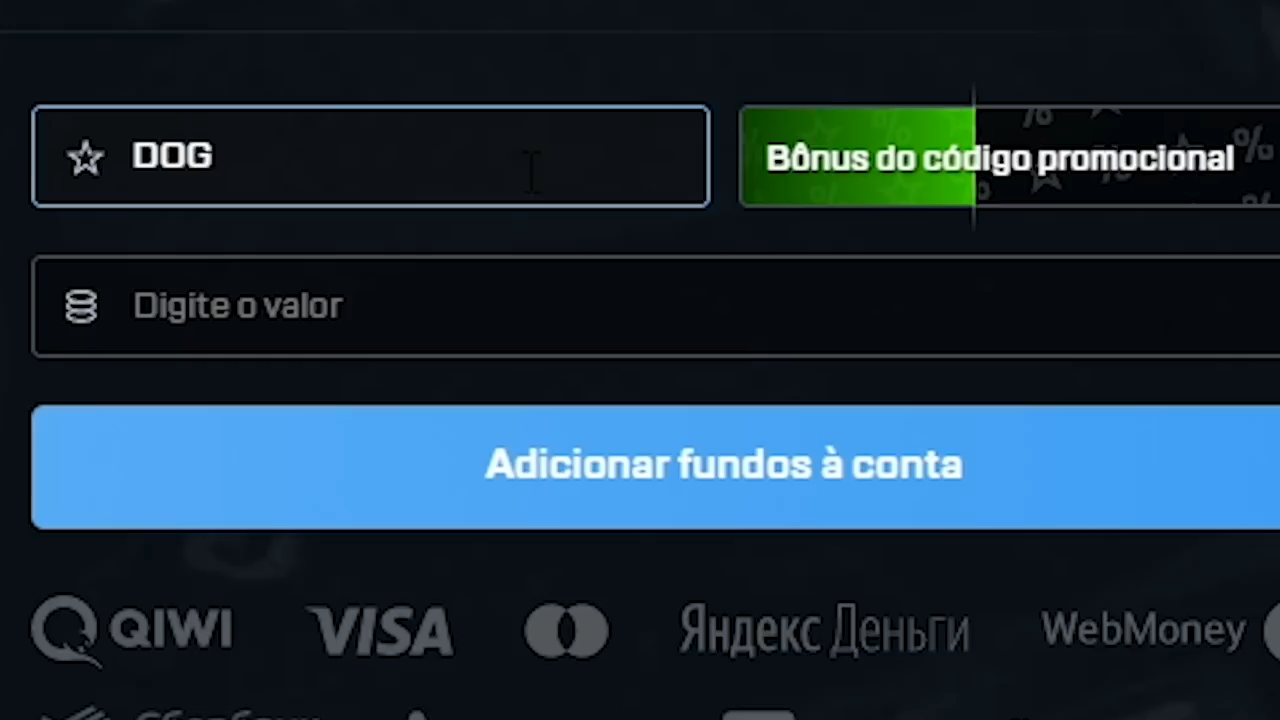 DOG
Bônus do código promocional
Digite o valor
Adicionar fundos à conta
QIWI VISA Яндекс Деньги WebMoney